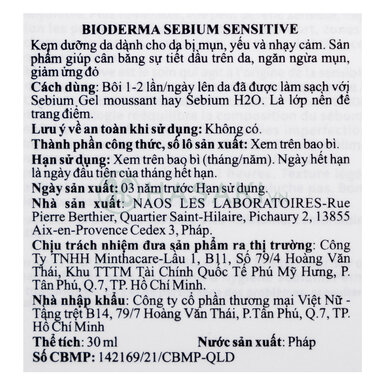 BIODERMA SEBIUM SENSITIVE
Kem dưỡng da dành cho da bị mụn, yếu và nhạy cảm. Sản
phẩm giúp cân bằng sự tiết dầu trên da, ngăn ngừa mụn,
giảm ửng đỏ
Cách dùng: Bôi 1-2 lần/ngày lên da đã được làm sạch với
Sebium Gel moussant hay Sebium H2O. Là lớp nền để
trang điểm.
Lưu ý về an toàn khi sử dụng: Không có.
Thành phần công thức, số lô sản xuất: Xem trên bao bì.
Hạn sử dụng: Xem trên bao bì (tháng/năm). Ngày hết hạn
là ngày đầu tiên của tháng hết hạn.
Ngày sản xuất: 03 năm trước Hạn sử dụng.
Nhà sản xuất: NAOS LES LABORATOIRES-Rue
Pierre Berthier, Quartier Saint-Hilaire, Pichaury 2, 13855
Aix-en-Provence Cedex 3, Pháp.
Chịu trách nhiệm đưa sản phẩm ra thị trường: Công
Ty TNHH Minthacare-Lầu 1, B11, Số 79/4 Hoàng Văn
Thái, Khu TTTM Tài Chính Quốc Tế Phú Mỹ Hưng, P.
Tân Phú, Q.7, TP. Hồ Chí Minh.
Nhà nhập khẩu: Công ty cổ phần thương mại Việt Nữ -
Tầng trệt B14, 79/7 Hoàng Văn Thái, P.Tân Phú, Q.7, TP.
Hồ Chí Minh
Thể tích: 30 ml Nước sản xuất: Pháp
Số CBMP: 142169/21/CBMP-QLD